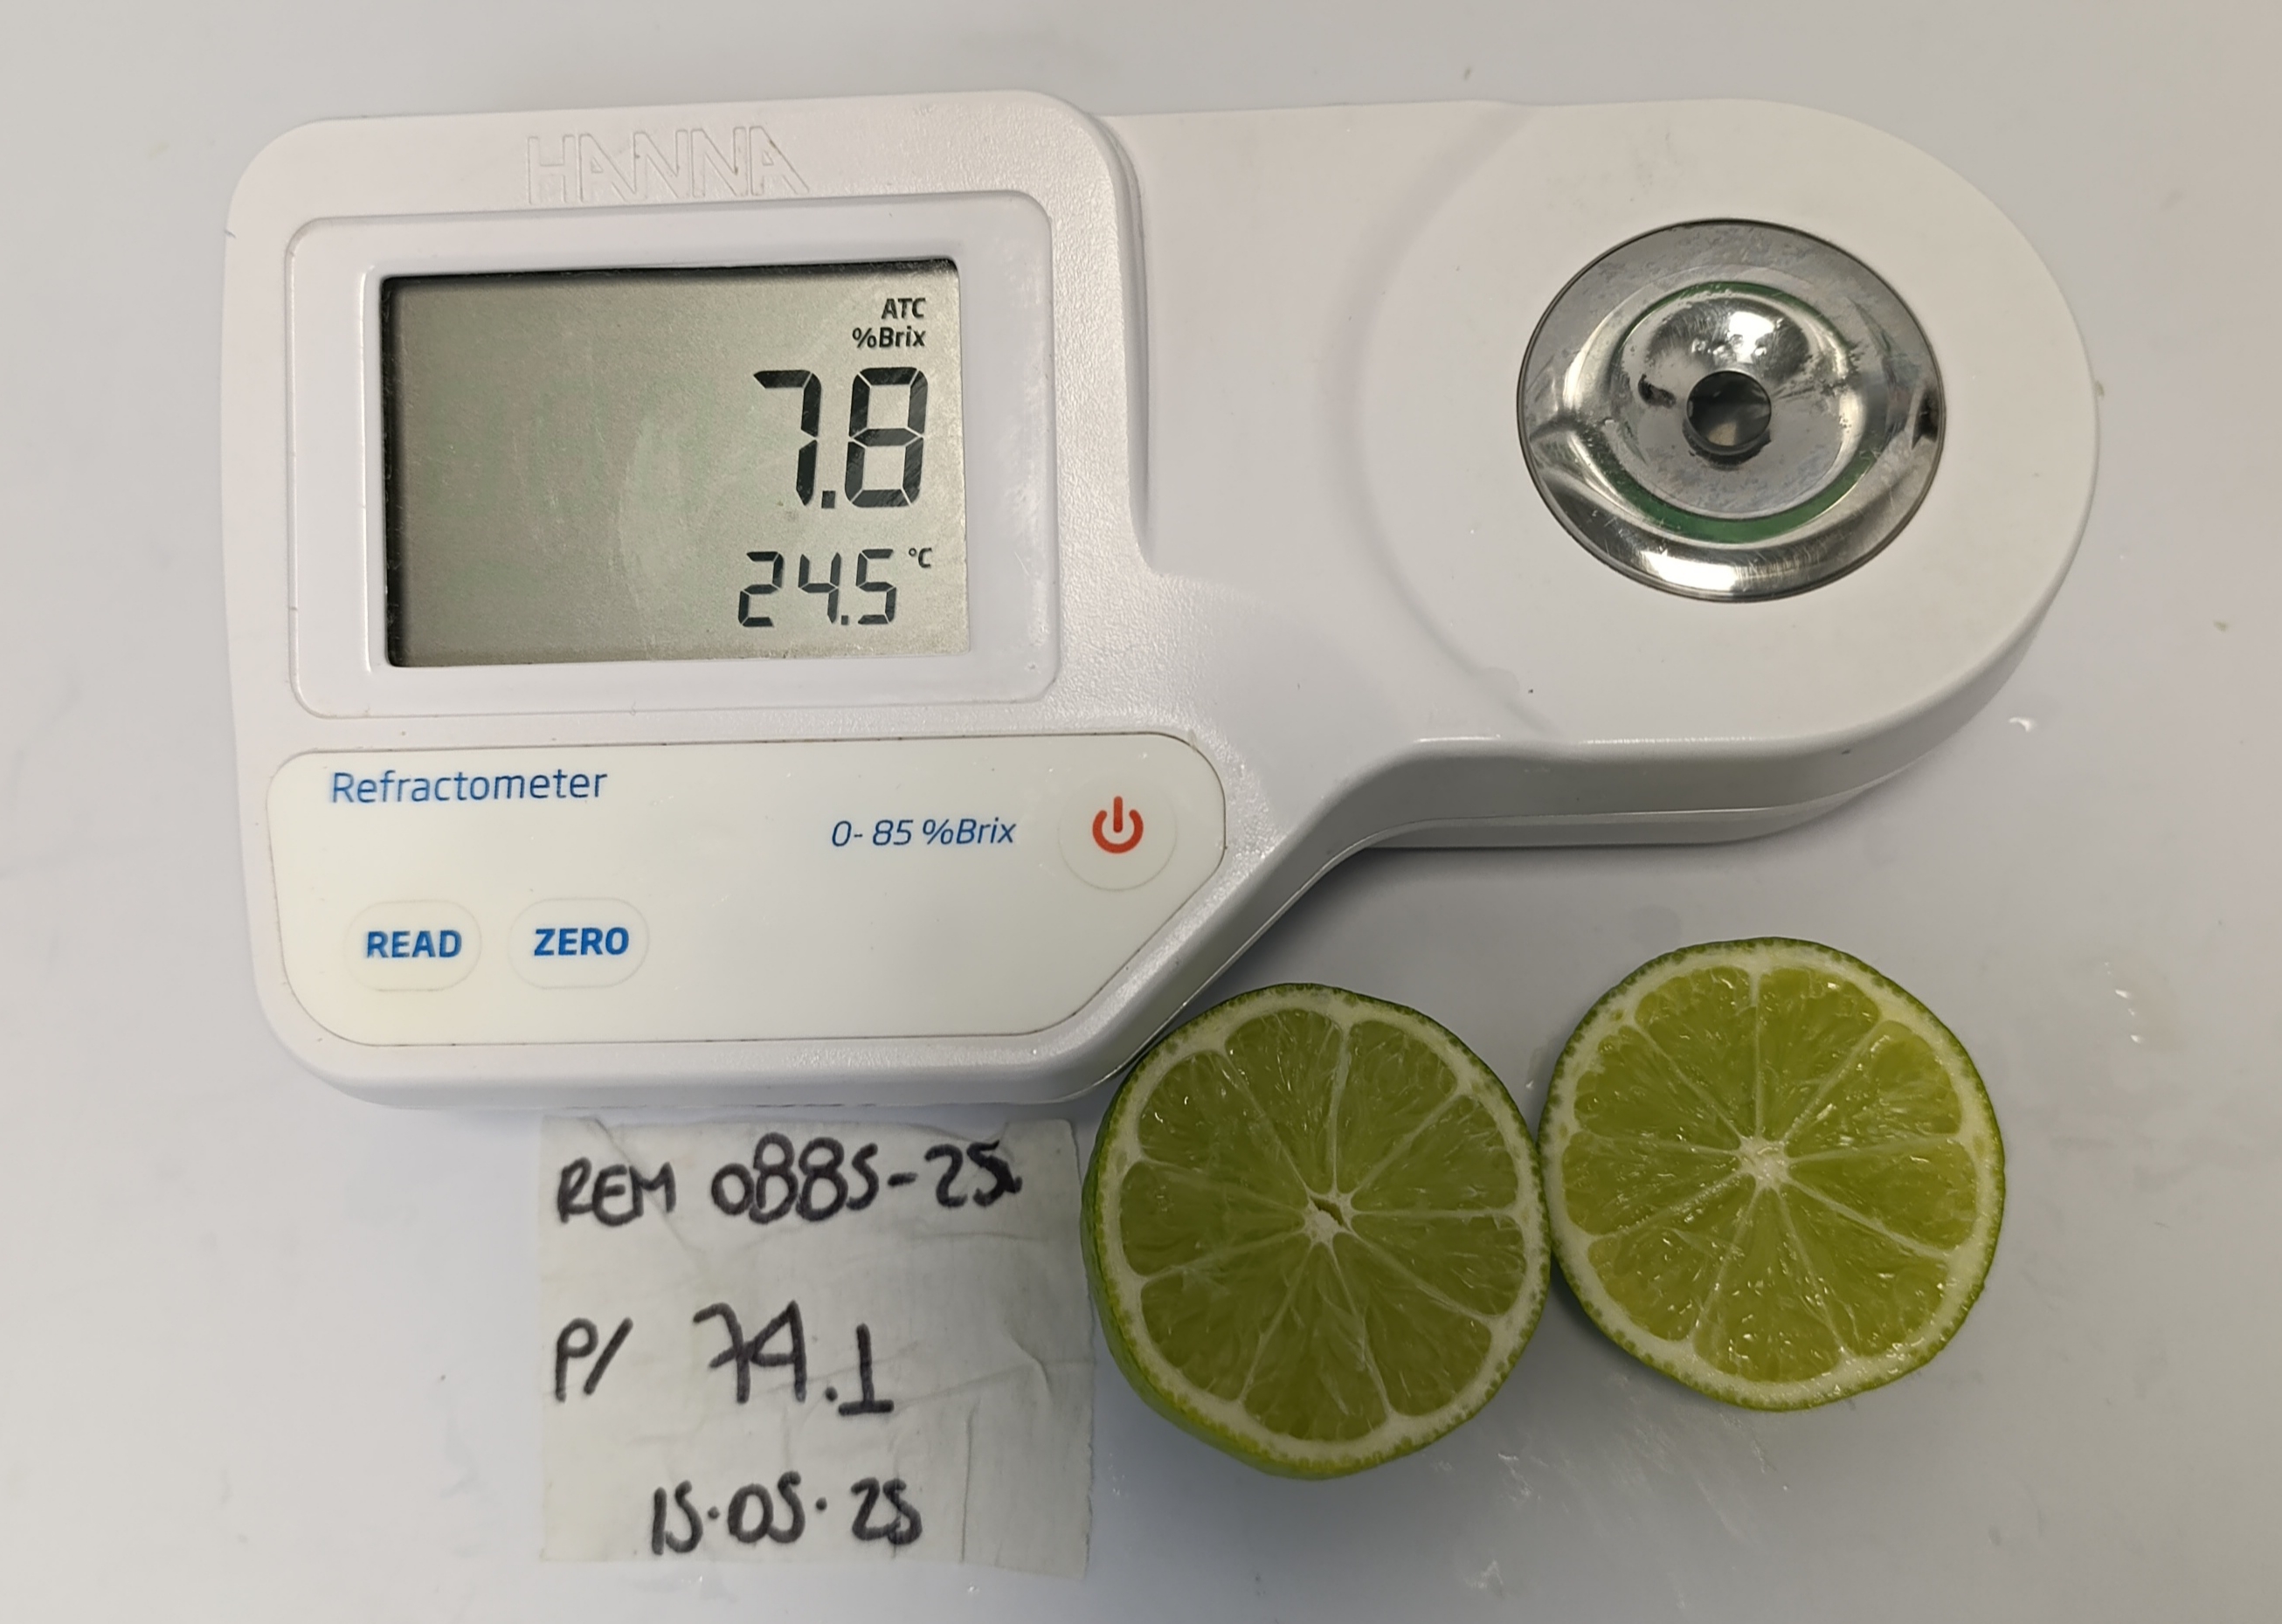 HANNA
ATC
%Brix
7.8
24.5 °C
Refractometer
0- 85 %Brix
READ ZERO
REM 0885-25
P/ 74.1
15.05.25